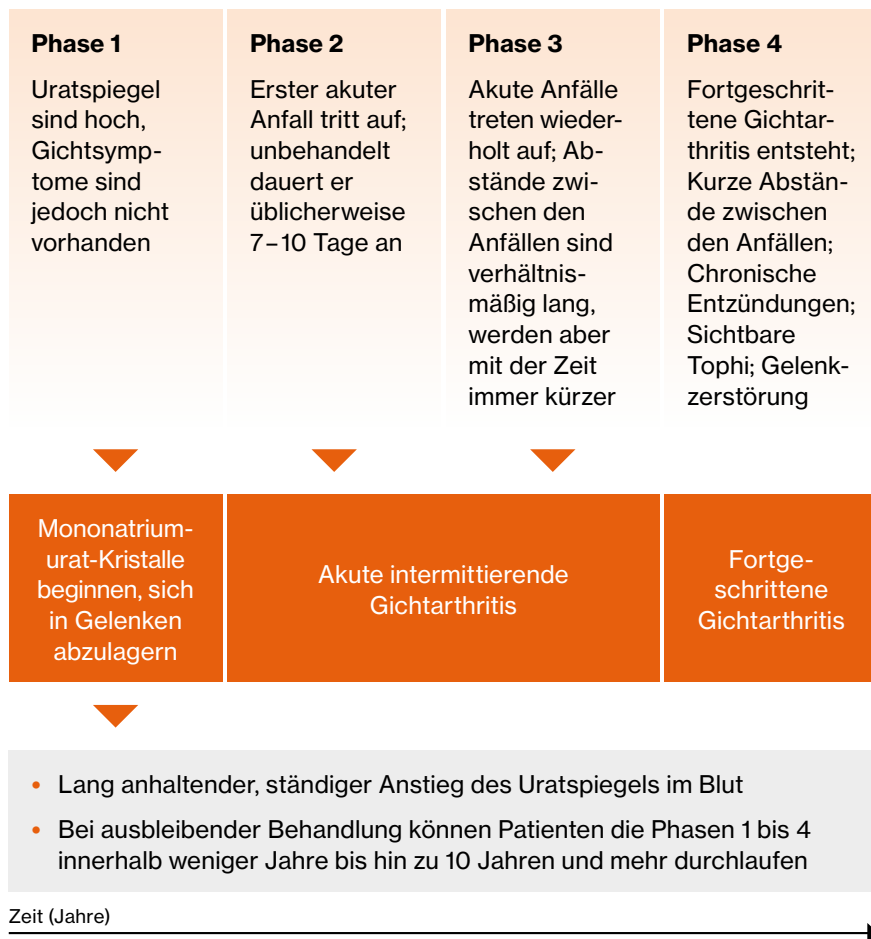 Phase 1
Uratspiegel
sind hoch,
Gichtsymp-
tome sind
jedoch nicht
vorhanden
Phase 2
Erster akuter
Anfall tritt auf;
unbehandelt
dauert er
üblicherweise
7–10 Tage an
Phase 3
Akute Anfälle
treten wieder-
holt auf; Ab-
stände zwi-
schen den
Anfällen sind
verhältnis-
mäßig lang,
werden aber
mit der Zeit
immer kürzer
Phase 4
Fortgeschrit-
tene Gichtar-
thritis entsteht;
Kurze Abstän-
de zwischen
den Anfällen;
Chronische
Entzündungen;
Sichtbare
Tophi; Gelenk-
zerstörung
Mononatrium-
urat-Kristalle
beginnen, sich
in Gelenken
abzulagern
Akute intermittierende
Gichtarthritis
Fortge-
schrittene
Gichtarthritis
• Lang anhaltender, ständiger Anstieg des Uratspiegels im Blut
• Bei ausbleibender Behandlung können Patienten die Phasen 1 bis 4
innerhalb weniger Jahre bis hin zu 10 Jahren und mehr durchlaufen
Zeit (Jahre)